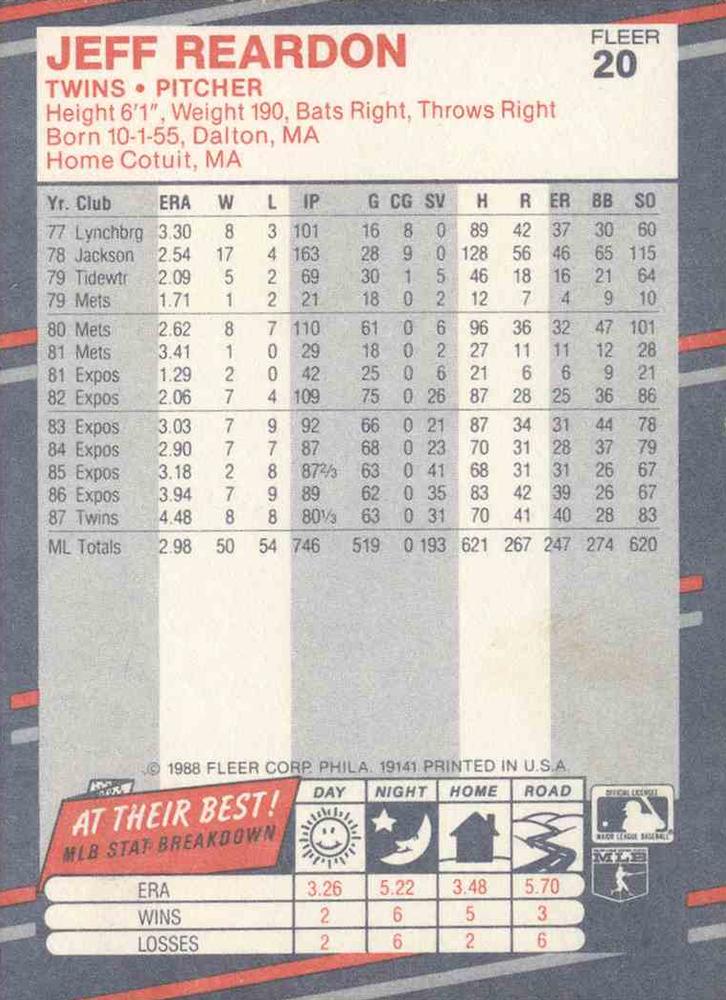 JEFF REARDON
FLEER
20
TWINS • PITCHER
Height 6'1", Weight 190, Bats Right, Throws Right
Born 10-1-55, Dalton, MA
Home Cotuit, MA
Yr. Club ERA W L IP G CG SV H R ER BB SO
77 Lynchbrg 3.30 8 3 101 16 8 0 89 42 37 30 60
78 Jackson 2.54 17 4 163 28 9 0 128 56 46 65 115
79 Tidewtr 2.09 5 2 69 30 1 5 46 18 16 21 64
79 Mets 1.71 1 2 21 18 0 2 12 7 4 9 10
80 Mets 2.62 8 7 110 61 0 6 96 36 32 47 101
81 Mets 3.41 1 0 29 18 0 2 27 11 11 12 28
81 Expos 1.29 2 0 42 25 0 6 21 6 6 9 21
82 Expos 2.06 7 4 109 75 0 26 87 28 25 36 86
83 Expos 3.03 7 9 92 66 0 21 87 34 31 44 78
84 Expos 2.90 7 7 87 68 0 23 70 31 28 37 79
85 Expos 3.18 2 8 87⅔ 63 0 41 68 31 31 26 67
86 Expos 3.94 7 9 89 62 0 35 83 42 39 26 67
87 Twins 4.48 8 8 80⅓ 63 0 31 70 41 40 28 83
ML Totals 2.98 50 54 746 519 0 193 621 267 247 274 620
© 1988 FLEER CORP. PHILA. 19141 PRINTED IN U.S.A.
AT THEIR BEST!
MLB STAT BREAKDOWN
DAY NIGHT HOME ROAD
OFFICIAL LICENSEE
MAJOR LEAGUE BASEBALL
MLB
ERA 3.26 5.22 3.48 5.70
WINS 2 6 5 3
LOSSES 2 6 2 6